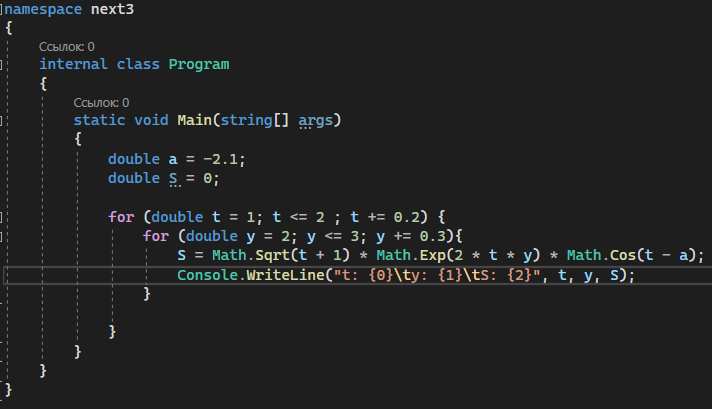 namespace next3
{
Ссылок: 0
internal class Program
{
Ссылок: 0
static void Main(string[] args)
{
double a = -2.1;
double S = 0;
for (double t = 1; t <= 2 ; t += 0.2) {
for (double y = 2; y <= 3; y += 0.3){
S = Math.Sqrt(t + 1) * Math.Exp(2 * t * y) * Math.Cos(t - a);
Console.WriteLine("t: {0}\ty: {1}\tS: {2}", t, y, S);
}
}
}
}
}